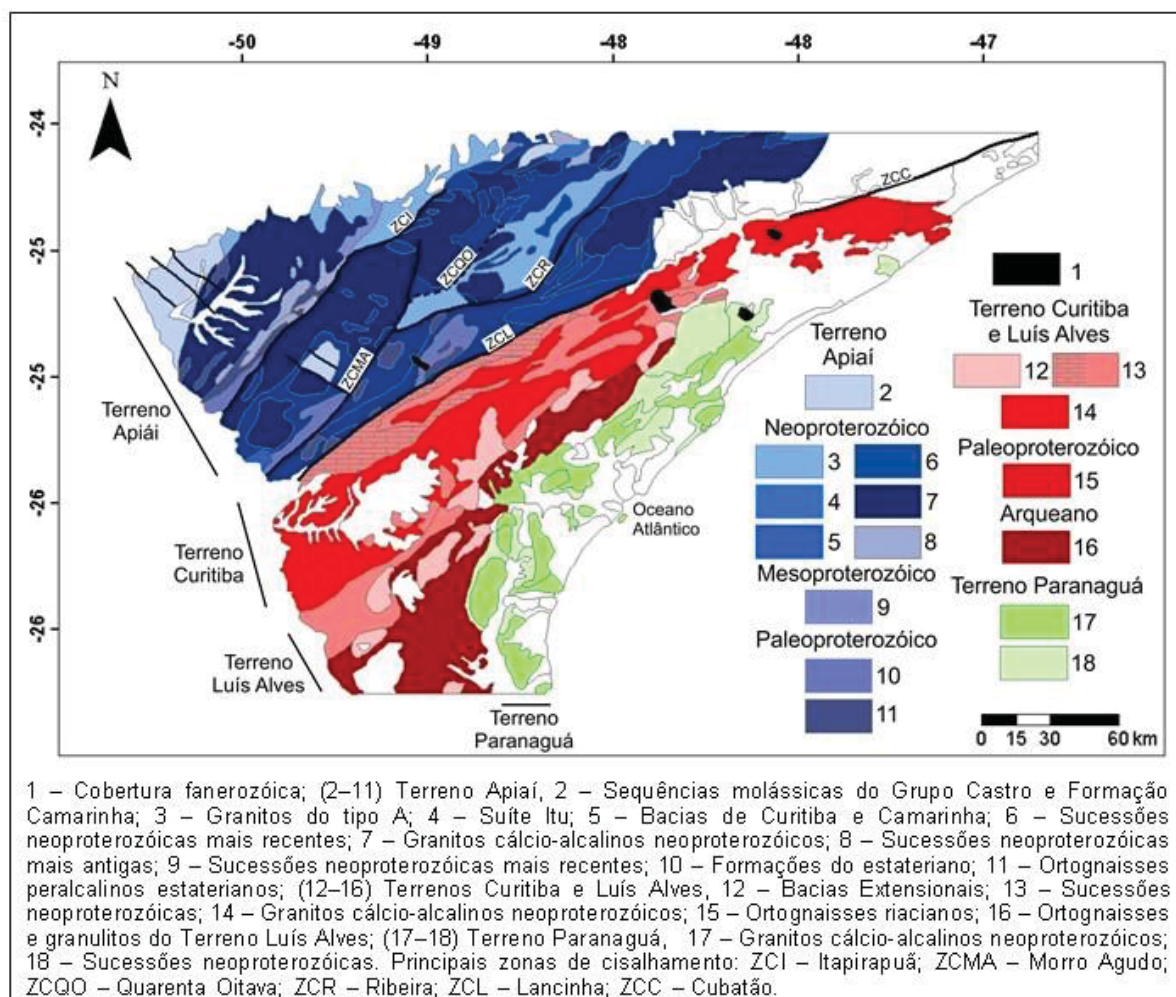 -50 -49 -48 -48 -47
N
-24
-25
-25
-26
-26
ZCI
ZCQO
ZCR
ZCMA
ZCL
ZCC
Terreno
Apiái
Terreno
Curitiba
Terreno
Luís Alves
Terreno
Paranaguá
Oceano
Atlântico
Terreno
Apiaí
2
Neoproterozóico
3 6
4 7
5 8
Mesoproterozóico
9
Paleoproterozóico
10
11
1
Terreno Curitiba
e Luís Alves
12 13
14
Paleoproterozóico
15
Arqueano
16
Terreno Paranaguá
17
18
0 15 30 60 km
1 – Cobertura fanerozóica; (2–11) Terreno Apiaí, 2 – Sequências molássicas do Grupo Castro e Formação
Camarinha; 3 – Granitos do tipo A; 4 – Suíte Itu; 5 – Bacias de Curitiba e Camarinha; 6 – Sucessões
neoproterozóicas mais recentes; 7 – Granitos cálcio-alcalinos neoproterozóicos; 8 – Sucessões neoproterozóicas
mais antigas; 9 – Sucessões neoproterozóicas mais recentes; 10 – Formações do estateriano; 11 – Ortognaisses
peralcalinos estaterianos; (12–16) Terrenos Curitiba e Luís Alves, 12 – Bacias Extensionais; 13 – Sucessões
neoproterozóicas; 14 – Granitos cálcio-alcalinos neoproterozóicos; 15 – Ortognaisses riacianos; 16 – Ortognaisses
e granulitos do Terreno Luís Alves; (17–18) Terreno Paranaguá, 17 – Granitos cálcio-alcalinos neoproterozóicos;
18 – Sucessões neoproterozóicas. Principais zonas de cisalhamento: ZCI – Itapirapuã; ZCMA – Morro Agudo;
ZCQO – Quarenta Oitava; ZCR – Ribeira; ZCL – Lancinha; ZCC – Cubatão.